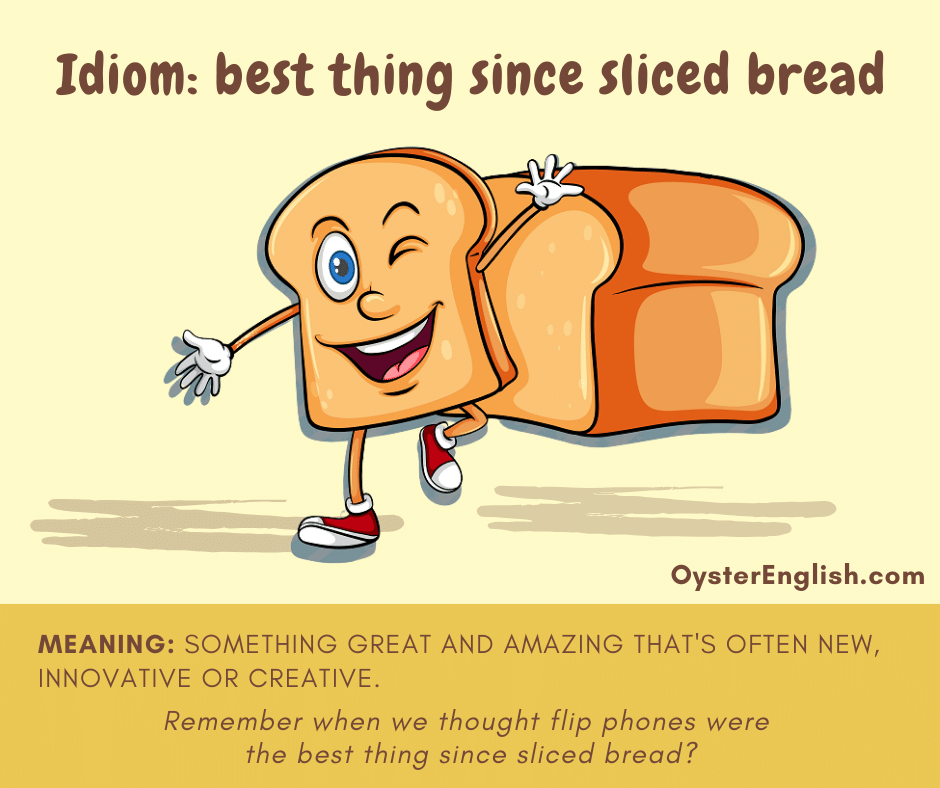 Idiom: best thing since sliced bread
OysterEnglish.com
MEANING: SOMETHING GREAT AND AMAZING THAT'S OFTEN NEW,
INNOVATIVE OR CREATIVE.
Remember when we thought flip phones were
the best thing since sliced bread?